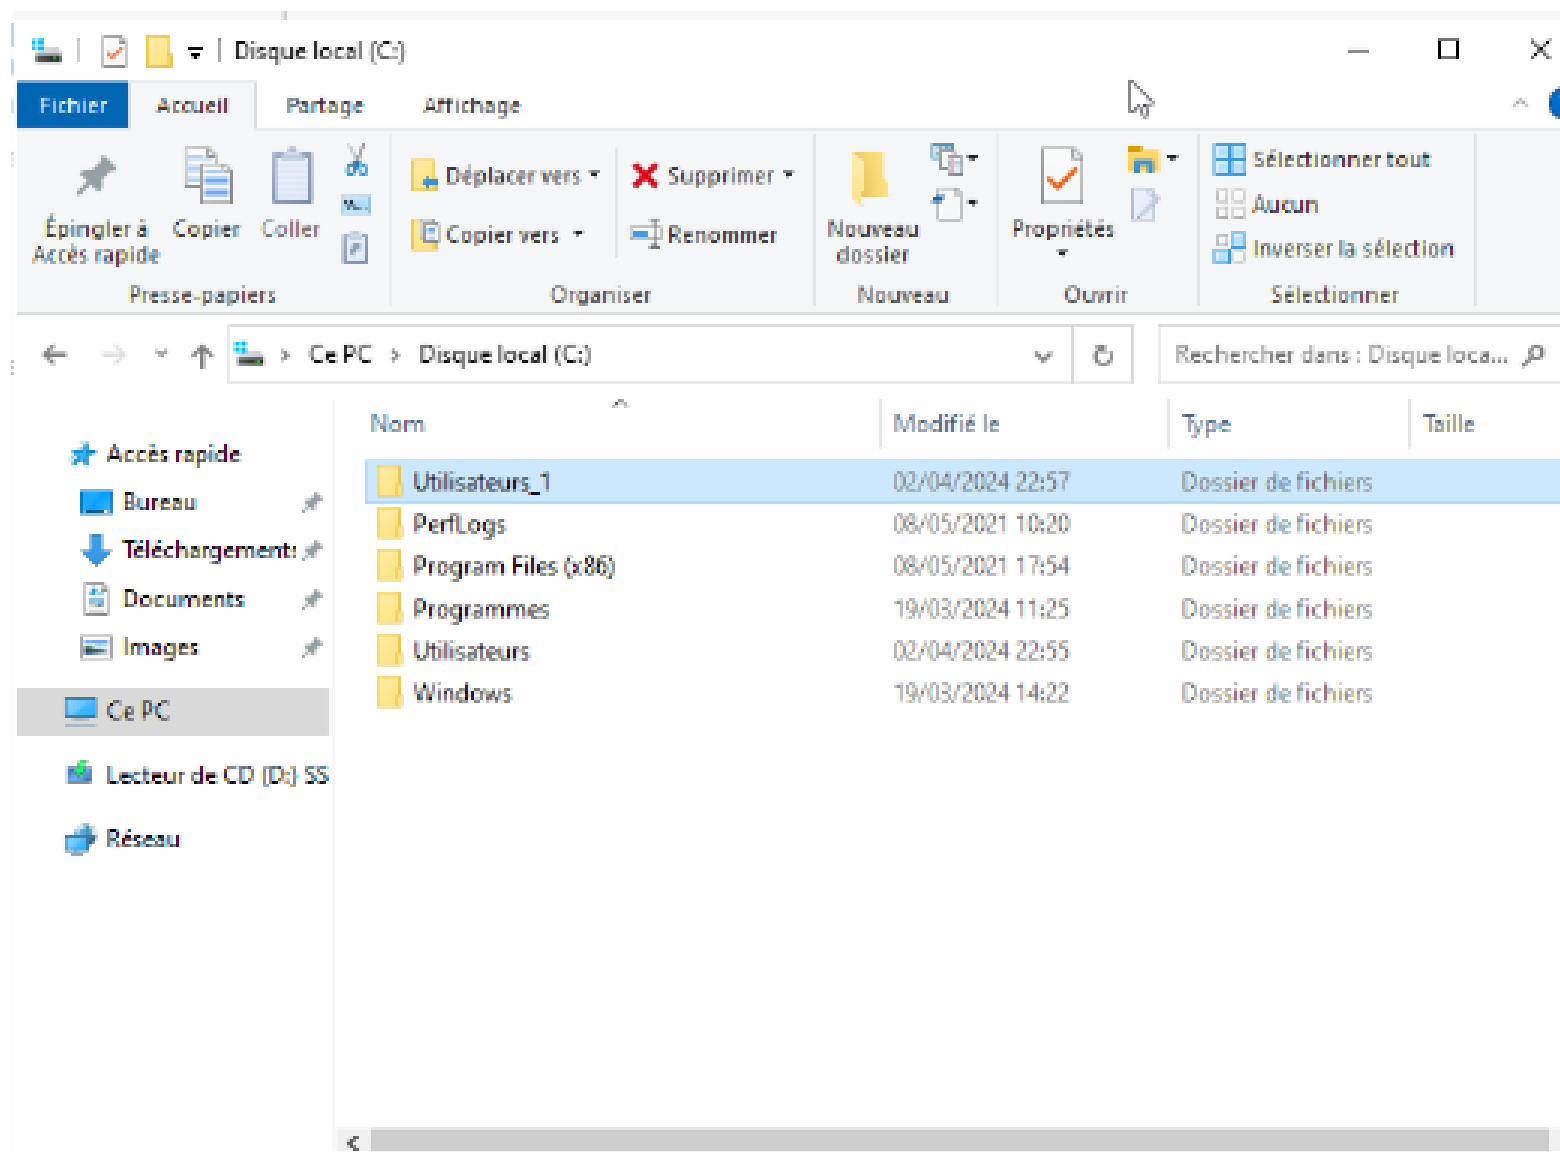 Disque local (C:)
Fichier Accueil Partage Affichage
Épingler à Accès rapide
Copier
Coller
Déplacer vers
Copier vers
Supprimer
Renommer
Nouveau dossier
Propriétés
Sélectionner tout
Aucun
Inverser la sélection
Presse-papiers Organiser Nouveau Ouvrir Sélectionner
Ce PC > Disque local (C:)
Rechercher dans : Disque loca...
Accès rapide
Bureau
Téléchargements
Documents
Images
Ce PC
Lecteur de CD (D:) SS
Réseau
Nom Modifié le Type Taille
Utilisateurs_1 02/04/2024 22:57 Dossier de fichiers
PerfLogs 08/05/2021 10:20 Dossier de fichiers
Program Files (x86) 08/05/2021 17:54 Dossier de fichiers
Programmes 19/03/2024 11:25 Dossier de fichiers
Utilisateurs 02/04/2024 22:55 Dossier de fichiers
Windows 19/03/2024 14:22 Dossier de fichiers